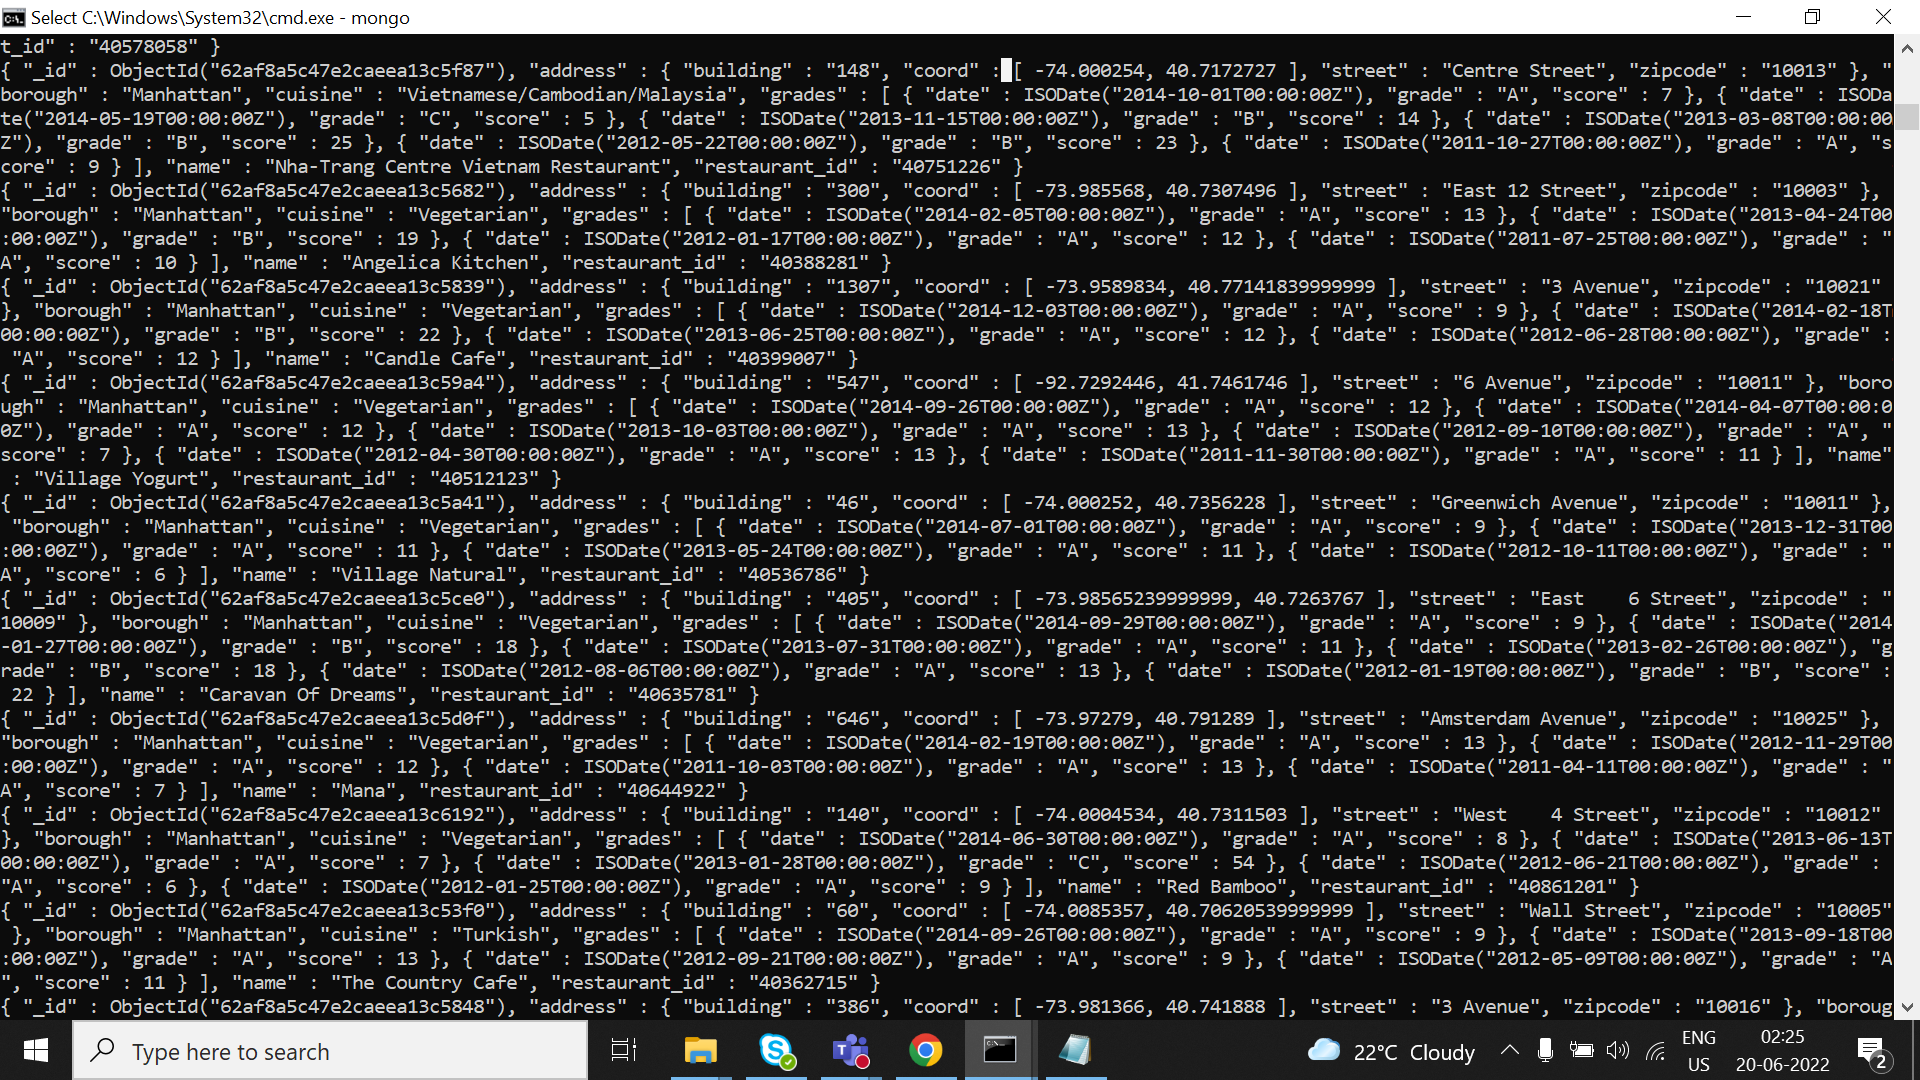 Select C:\Windows\System32\cmd.exe - mongo
t_id" : "40578058" }
{ "_id" : ObjectId("62af8a5c47e2caeea13c5f87"), "address" : { "building" : "148", "coord" : [ -74.000254, 40.7172727 ], "street" : "Centre Street", "zipcode" : "10013" }, "
borough" : "Manhattan", "cuisine" : "Vietnamese/Cambodian/Malaysia", "grades" : [ { "date" : ISODate("2014-10-01T00:00:00Z"), "grade" : "A", "score" : 7 }, { "date" : ISODa
te("2014-05-19T00:00:00Z"), "grade" : "C", "score" : 5 }, { "date" : ISODate("2013-11-15T00:00:00Z"), "grade" : "B", "score" : 14 }, { "date" : ISODate("2013-03-08T00:00:00
Z"), "grade" : "B", "score" : 25 }, { "date" : ISODate("2012-05-22T00:00:00Z"), "grade" : "B", "score" : 23 }, { "date" : ISODate("2011-10-27T00:00:00Z"), "grade" : "A", "s
core" : 9 } ], "name" : "Nha-Trang Centre Vietnam Restaurant", "restaurant_id" : "40751226" }
{ "_id" : ObjectId("62af8a5c47e2caeea13c5682"), "address" : { "building" : "300", "coord" : [ -73.985568, 40.7307496 ], "street" : "East 12 Street", "zipcode" : "10003" },
"borough" : "Manhattan", "cuisine" : "Vegetarian", "grades" : [ { "date" : ISODate("2014-02-05T00:00:00Z"), "grade" : "A", "score" : 13 }, { "date" : ISODate("2013-04-24T00
:00:00Z"), "grade" : "B", "score" : 19 }, { "date" : ISODate("2012-01-17T00:00:00Z"), "grade" : "A", "score" : 12 }, { "date" : ISODate("2011-07-25T00:00:00Z"), "grade" : "
A", "score" : 10 } ], "name" : "Angelica Kitchen", "restaurant_id" : "40388281" }
{ "_id" : ObjectId("62af8a5c47e2caeea13c5839"), "address" : { "building" : "1307", "coord" : [ -73.9589834, 40.77141839999999 ], "street" : "3 Avenue", "zipcode" : "10021"
}, "borough" : "Manhattan", "cuisine" : "Vegetarian", "grades" : [ { "date" : ISODate("2014-12-03T00:00:00Z"), "grade" : "A", "score" : 9 }, { "date" : ISODate("2014-02-18T
00:00:00Z"), "grade" : "B", "score" : 22 }, { "date" : ISODate("2013-06-25T00:00:00Z"), "grade" : "A", "score" : 12 }, { "date" : ISODate("2012-06-28T00:00:00Z"), "grade" :
"A", "score" : 12 } ], "name" : "Candle Cafe", "restaurant_id" : "40399007" }
{ "_id" : ObjectId("62af8a5c47e2caeea13c59a4"), "address" : { "building" : "547", "coord" : [ -92.7292446, 41.7461746 ], "street" : "6 Avenue", "zipcode" : "10011" }, "boro
ugh" : "Manhattan", "cuisine" : "Vegetarian", "grades" : [ { "date" : ISODate("2014-09-26T00:00:00Z"), "grade" : "A", "score" : 12 }, { "date" : ISODate("2014-04-07T00:00:0
0Z"), "grade" : "A", "score" : 12 }, { "date" : ISODate("2013-10-03T00:00:00Z"), "grade" : "A", "score" : 13 }, { "date" : ISODate("2012-09-10T00:00:00Z"), "grade" : "A", "
score" : 7 }, { "date" : ISODate("2012-04-30T00:00:00Z"), "grade" : "A", "score" : 13 }, { "date" : ISODate("2011-11-30T00:00:00Z"), "grade" : "A", "score" : 11 } ], "name"
: "Village Yogurt", "restaurant_id" : "40512123" }
{ "_id" : ObjectId("62af8a5c47e2caeea13c5a41"), "address" : { "building" : "46", "coord" : [ -74.000252, 40.7356228 ], "street" : "Greenwich Avenue", "zipcode" : "10011" },
"borough" : "Manhattan", "cuisine" : "Vegetarian", "grades" : [ { "date" : ISODate("2014-07-01T00:00:00Z"), "grade" : "A", "score" : 9 }, { "date" : ISODate("2013-12-31T00
:00:00Z"), "grade" : "A", "score" : 11 }, { "date" : ISODate("2013-05-24T00:00:00Z"), "grade" : "A", "score" : 11 }, { "date" : ISODate("2012-10-11T00:00:00Z"), "grade" : "
A", "score" : 6 } ], "name" : "Village Natural", "restaurant_id" : "40536786" }
{ "_id" : ObjectId("62af8a5c47e2caeea13c5ce0"), "address" : { "building" : "405", "coord" : [ -73.98565239999999, 40.7263767 ], "street" : "East    6 Street", "zipcode" : "
10009" }, "borough" : "Manhattan", "cuisine" : "Vegetarian", "grades" : [ { "date" : ISODate("2014-09-29T00:00:00Z"), "grade" : "A", "score" : 9 }, { "date" : ISODate("2014
-01-27T00:00:00Z"), "grade" : "B", "score" : 18 }, { "date" : ISODate("2013-07-31T00:00:00Z"), "grade" : "A", "score" : 11 }, { "date" : ISODate("2013-02-26T00:00:00Z"), "g
rade" : "B", "score" : 18 }, { "date" : ISODate("2012-08-06T00:00:00Z"), "grade" : "A", "score" : 13 }, { "date" : ISODate("2012-01-19T00:00:00Z"), "grade" : "B", "score" :
22 } ], "name" : "Caravan Of Dreams", "restaurant_id" : "40635781" }
{ "_id" : ObjectId("62af8a5c47e2caeea13c5d0f"), "address" : { "building" : "646", "coord" : [ -73.97279, 40.791289 ], "street" : "Amsterdam Avenue", "zipcode" : "10025" },
"borough" : "Manhattan", "cuisine" : "Vegetarian", "grades" : [ { "date" : ISODate("2014-02-19T00:00:00Z"), "grade" : "A", "score" : 13 }, { "date" : ISODate("2012-11-29T00
:00:00Z"), "grade" : "A", "score" : 12 }, { "date" : ISODate("2011-10-03T00:00:00Z"), "grade" : "A", "score" : 13 }, { "date" : ISODate("2011-04-11T00:00:00Z"), "grade" : "
A", "score" : 7 } ], "name" : "Mana", "restaurant_id" : "40644922" }
{ "_id" : ObjectId("62af8a5c47e2caeea13c6192"), "address" : { "building" : "140", "coord" : [ -74.0004534, 40.7311503 ], "street" : "West    4 Street", "zipcode" : "10012"
}, "borough" : "Manhattan", "cuisine" : "Vegetarian", "grades" : [ { "date" : ISODate("2014-06-30T00:00:00Z"), "grade" : "A", "score" : 8 }, { "date" : ISODate("2013-06-13T
00:00:00Z"), "grade" : "A", "score" : 7 }, { "date" : ISODate("2013-01-28T00:00:00Z"), "grade" : "C", "score" : 54 }, { "date" : ISODate("2012-06-21T00:00:00Z"), "grade" :
"A", "score" : 6 }, { "date" : ISODate("2012-01-25T00:00:00Z"), "grade" : "A", "score" : 9 } ], "name" : "Red Bamboo", "restaurant_id" : "40861201" }
{ "_id" : ObjectId("62af8a5c47e2caeea13c53f0"), "address" : { "building" : "60", "coord" : [ -74.0085357, 40.70620539999999 ], "street" : "Wall Street", "zipcode" : "10005"
}, "borough" : "Manhattan", "cuisine" : "Turkish", "grades" : [ { "date" : ISODate("2014-09-26T00:00:00Z"), "grade" : "A", "score" : 9 }, { "date" : ISODate("2013-09-18T00
:00:00Z"), "grade" : "A", "score" : 13 }, { "date" : ISODate("2012-09-21T00:00:00Z"), "grade" : "A", "score" : 9 }, { "date" : ISODate("2012-05-09T00:00:00Z"), "grade" : "A
", "score" : 11 } ], "name" : "The Country Cafe", "restaurant_id" : "40362715" }
{ "_id" : ObjectId("62af8a5c47e2caeea13c5848"), "address" : { "building" : "386", "coord" : [ -73.981366, 40.741888 ], "street" : "3 Avenue", "zipcode" : "10016" }, "boroug
Type here to search
22°C Cloudy
ENG
US
02:25
20-06-2022
2